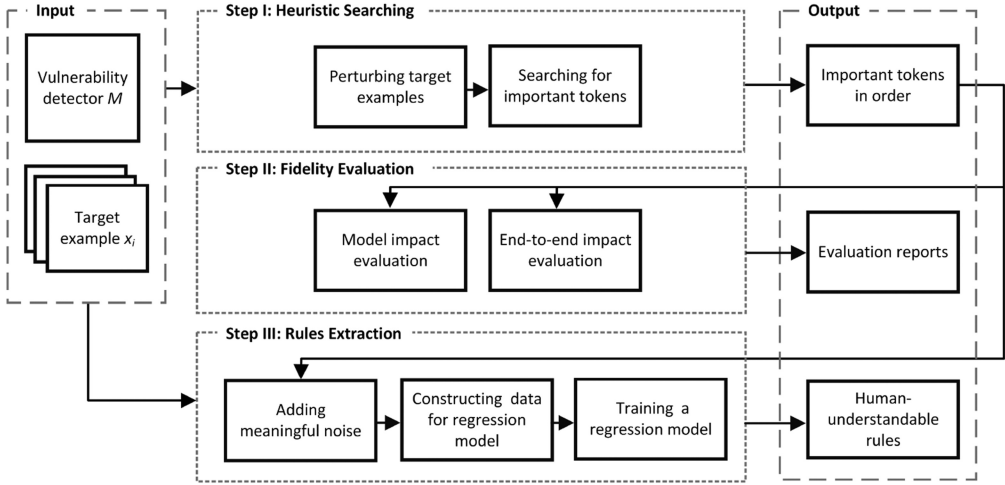 Input
Vulnerability
detector M
Target
example xi
Step I: Heuristic Searching
Perturbing target
examples
Searching for
important tokens
Step II: Fidelity Evaluation
Model impact
evaluation
End-to-end impact
evaluation
Step III: Rules Extraction
Adding
meaningful noise
Constructing data
for regression
model
Training a
regression model
Output
Important tokens
in order
Evaluation reports
Human-
understandable
rules